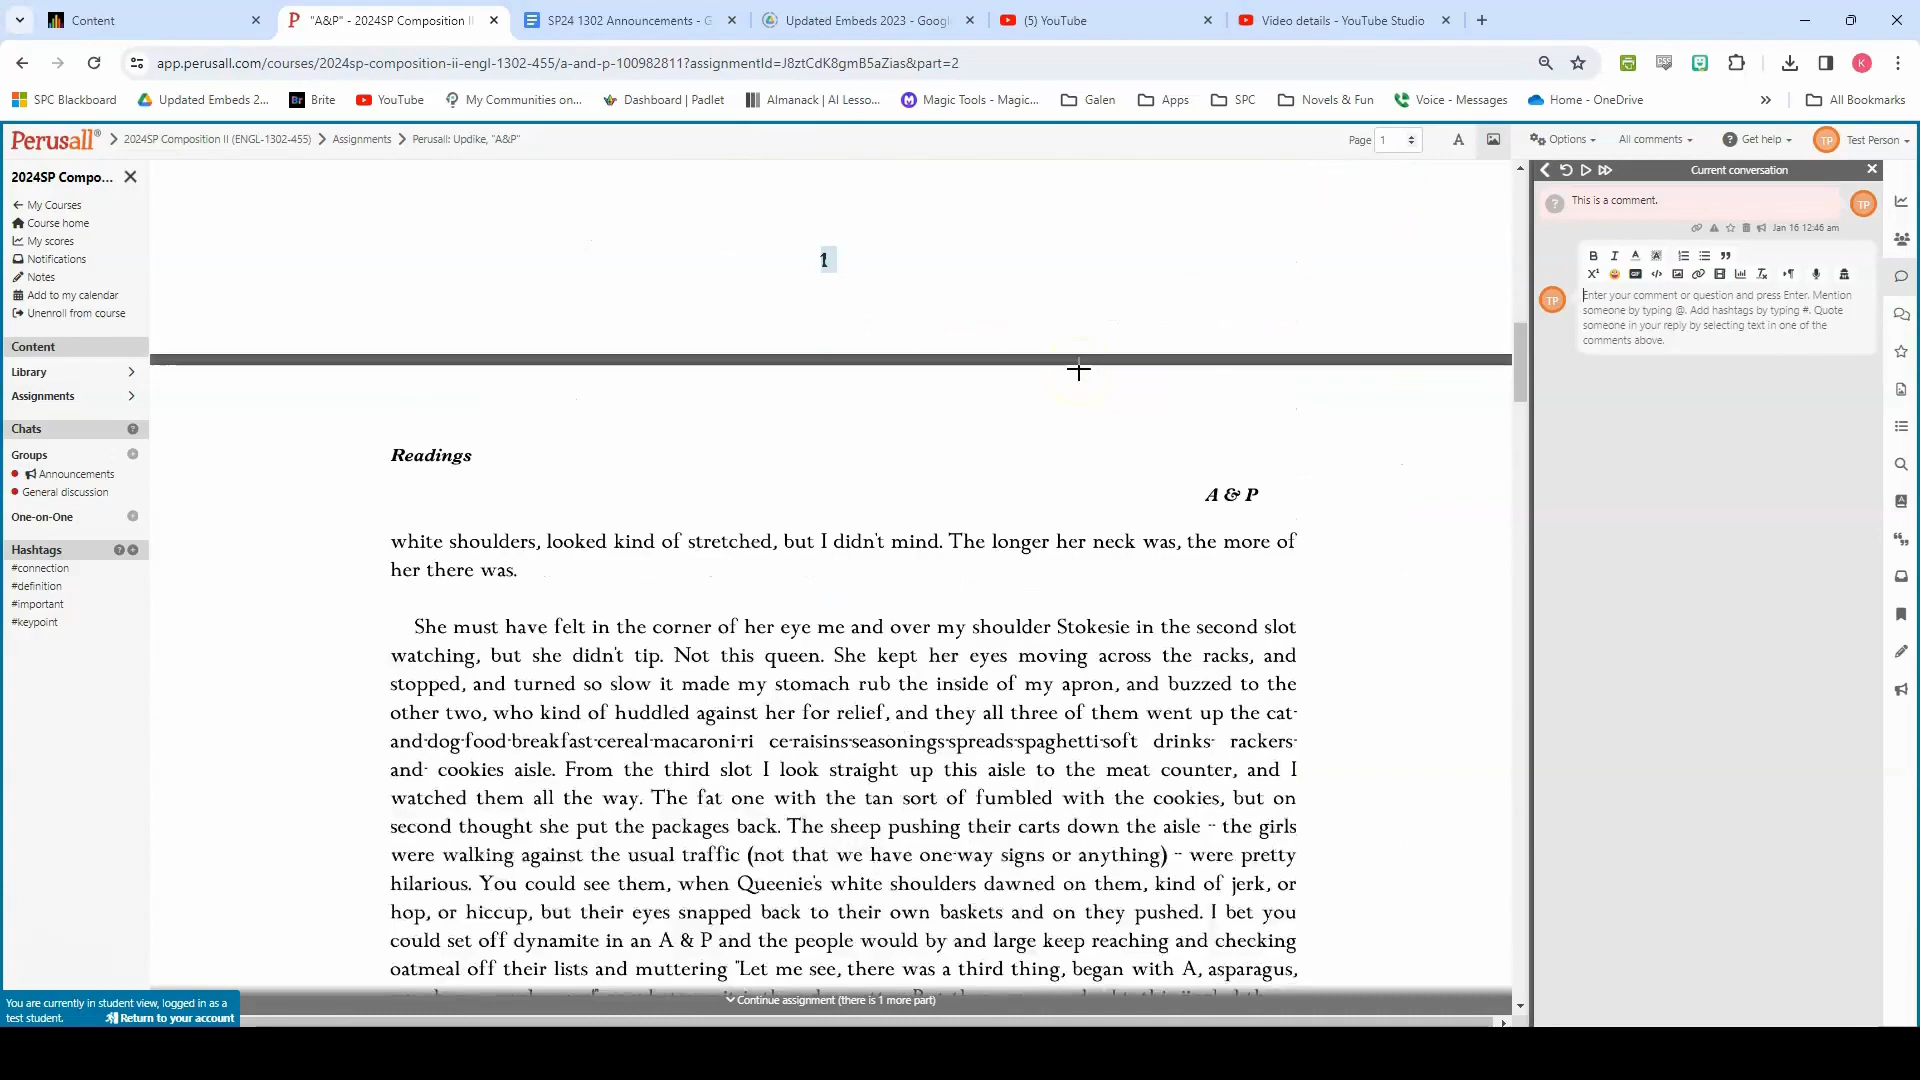 Content
"A&P" - 2024SP Composition II
SP24 1302 Announcements - G
Updated Embeds 2023 - Googl
(5) YouTube
Video details - YouTube Studio
app.perusall.com/courses/2024sp-composition-ii-engl-1302-455/a-and-p-100982811?assignmentId=J8ztCdK8gmB5aZias&part=2
SPC Blackboard
Updated Embeds 2...
Brite
YouTube
My Communities on...
Dashboard | Padlet
Almanack | AI Lesso...
Magic Tools - Magic...
Galen
Apps
SPC
Novels & Fun
Voice - Messages
Home - OneDrive
All Bookmarks
Perusall®
2024SP Composition II (ENGL-1302-455)
Assignments
Perusall: Updike, "A&P"
Page 1
A
Options
All comments
Get help
TP
Test Person
2024SP Compo...
My Courses
Course home
My scores
Notifications
Notes
Add to my calendar
Unenroll from course
Content
Library
Assignments
Chats
Groups
Announcements
General discussion
One-on-One
Hashtags
#connection
#definition
#important
#keypoint
You are currently in student view, logged in as a
test student.
Return to your account
1
Readings
A & P
white shoulders, looked kind of stretched, but I didn't mind. The longer her neck was, the more of
her there was.
She must have felt in the corner of her eye me and over my shoulder Stokesie in the second slot
watching, but she didn't tip. Not this queen. She kept her eyes moving across the racks, and
stopped, and turned so slow it made my stomach rub the inside of my apron, and buzzed to the
other two, who kind of huddled against her for relief, and they all three of them went up the cat-
and-dog-food-breakfast-cereal-macaroni-ri ce-raisins-seasonings-spreads-spaghetti-soft drinks- rackers-
and- cookies aisle. From the third slot I look straight up this aisle to the meat counter, and I
watched them all the way. The fat one with the tan sort of fumbled with the cookies, but on
second thought she put the packages back. The sheep pushing their carts down the aisle -- the girls
were walking against the usual traffic (not that we have one-way signs or anything) -- were pretty
hilarious. You could see them, when Queenie's white shoulders dawned on them, kind of jerk, or
hop, or hiccup, but their eyes snapped back to their own baskets and on they pushed. I bet you
could set off dynamite in an A & P and the people would by and large keep reaching and checking
oatmeal off their lists and muttering "Let me see, there was a third thing, began with A, asparagus,
Continue assignment (there is 1 more part)
Current conversation
This is a comment.
TP
Jan 16 12:46 am
TP
Enter your comment or question and press Enter. Mention
someone by typing @. Add hashtags by typing #. Quote
someone in your reply by selecting text in one of the
comments above.